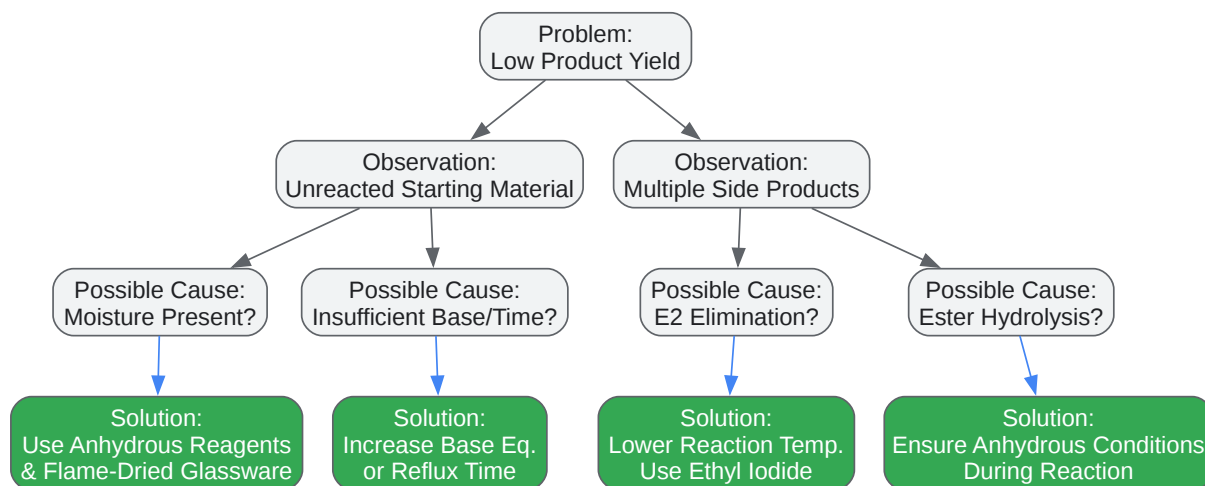 Problem:
Low Product Yield
Observation:
Unreacted Starting Material
Observation:
Multiple Side Products
Possible Cause:
Moisture Present?
Possible Cause:
Insufficient Base/Time?
Possible Cause:
E2 Elimination?
Possible Cause:
Ester Hydrolysis?
Solution:
Use Anhydrous Reagents
& Flame-Dried Glassware
Solution:
Increase Base Eq.
or Reflux Time
Solution:
Lower Reaction Temp.
Use Ethyl Iodide
Solution:
Ensure Anhydrous Conditions
During Reaction